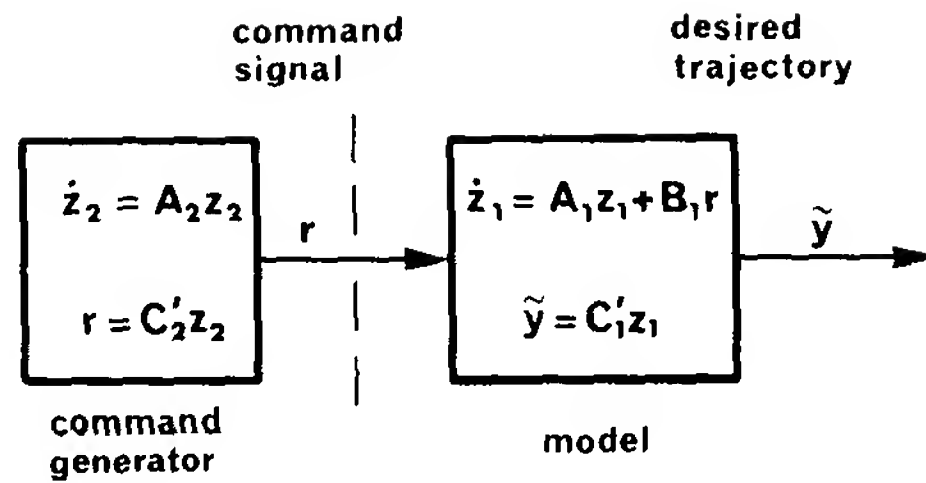 command
signal
desired
trajectory
ż₂ = A₂z₂
r = C₂′z₂
r
ż₁ = A₁z₁ + B₁r
ỹ = C₁′z₁
ỹ
command
generator
model